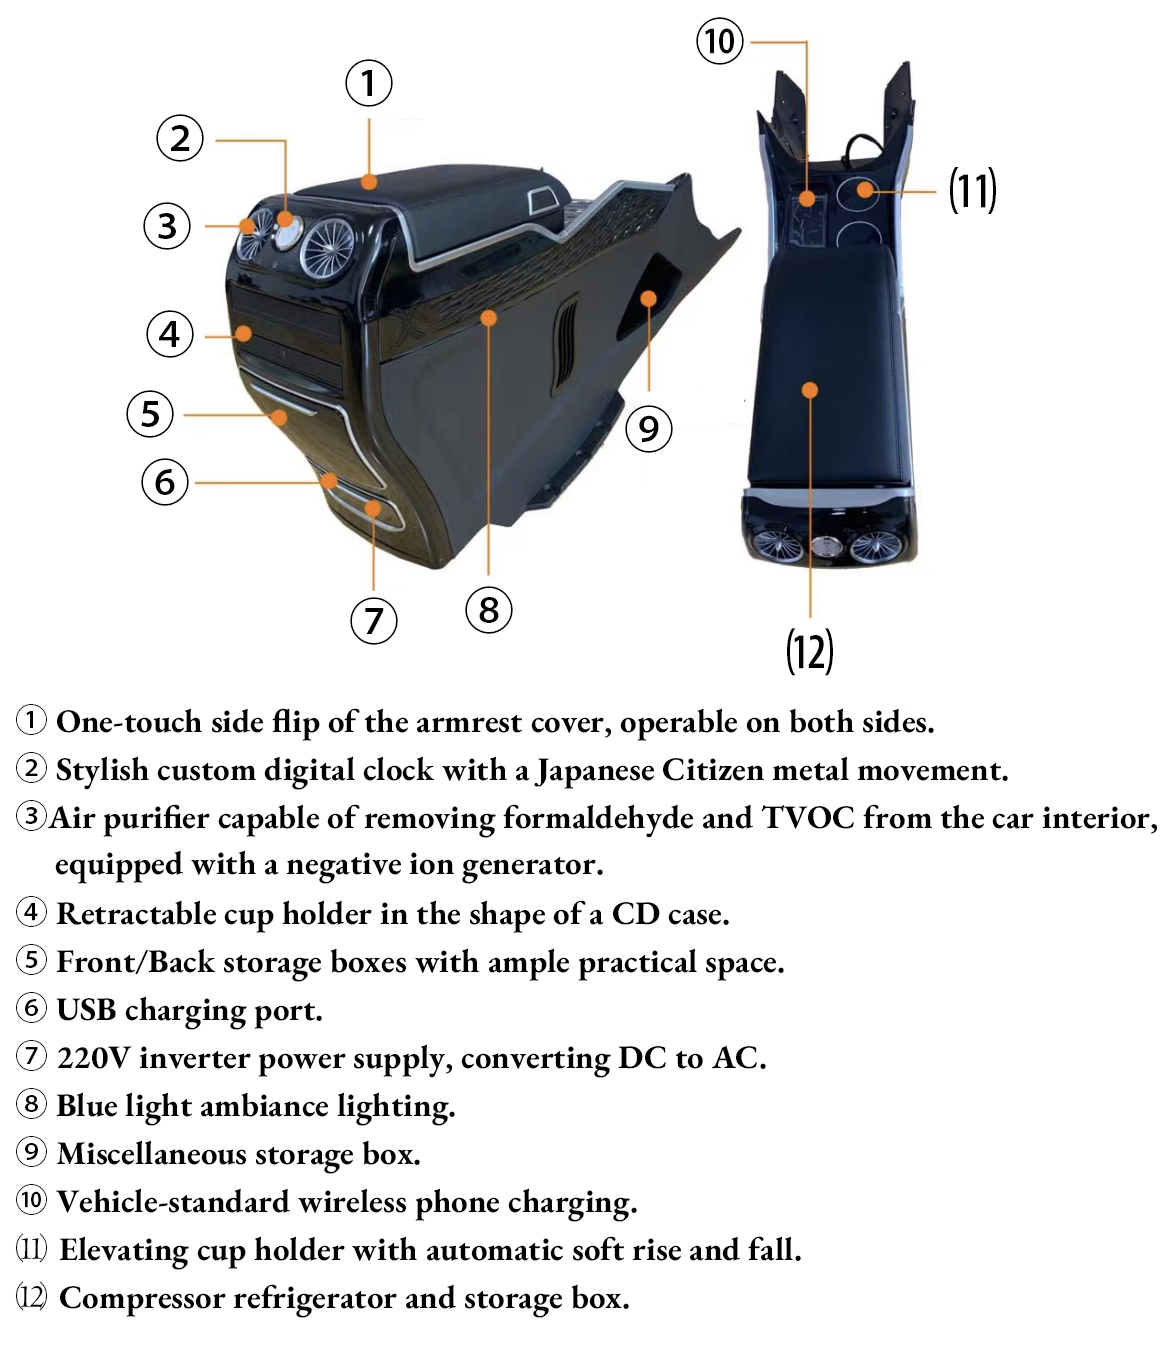 ①
②
③
④
⑤
⑥
⑦
⑧
⑨
⑩
⑾
⑿
① One-touch side flip of the armrest cover, operable on both sides.
② Stylish custom digital clock with a Japanese Citizen metal movement.
③Air purifier capable of removing formaldehyde and TVOC from the car interior,
equipped with a negative ion generator.
④ Retractable cup holder in the shape of a CD case.
⑤ Front/Back storage boxes with ample practical space.
⑥ USB charging port.
⑦ 220V inverter power supply, converting DC to AC.
⑧ Blue light ambiance lighting.
⑨ Miscellaneous storage box.
⑩ Vehicle-standard wireless phone charging.
⑾ Elevating cup holder with automatic soft rise and fall.
⑿ Compressor refrigerator and storage box.